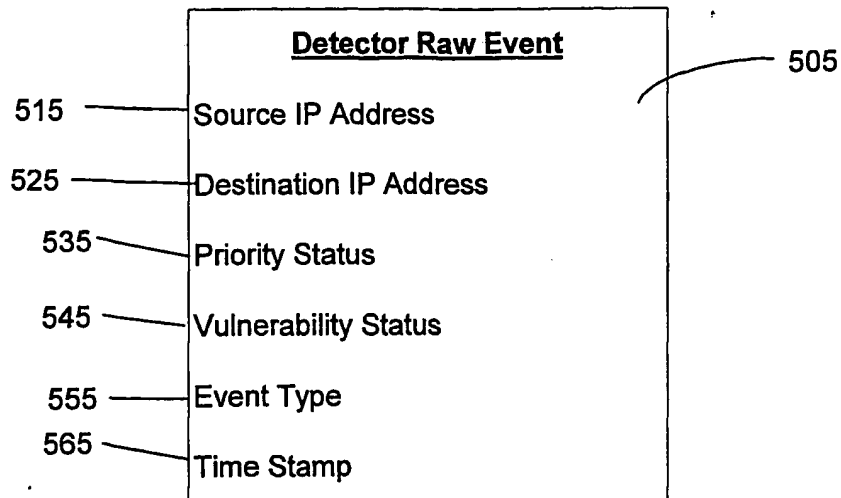 Detector Raw Event
505
515 Source IP Address
525 Destination IP Address
535 Priority Status
545 Vulnerability Status
555 Event Type
565 Time Stamp